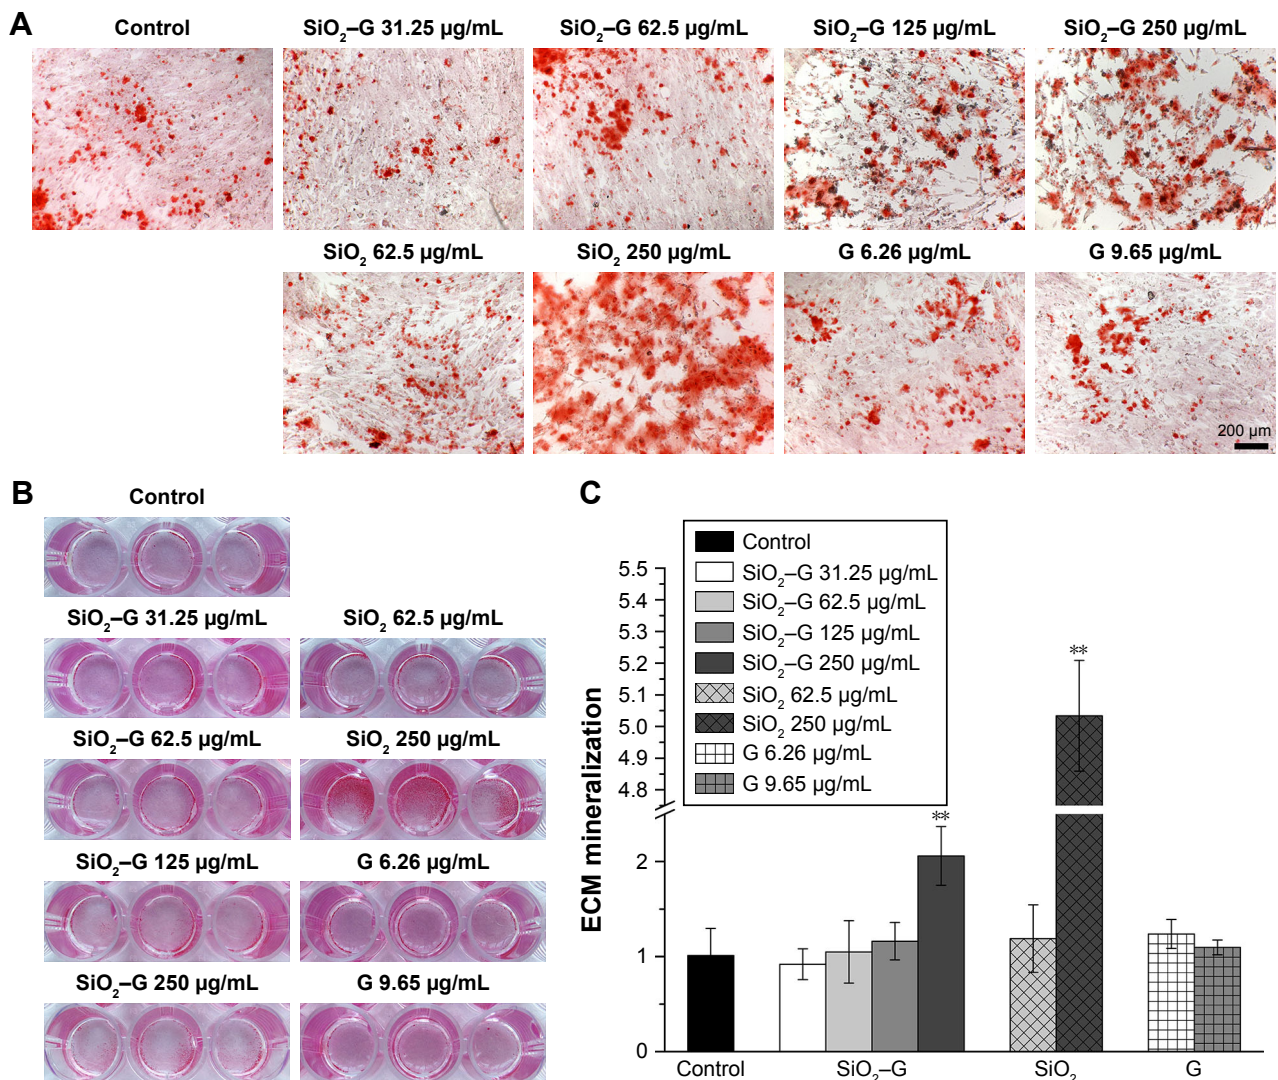 A
Control
SiO2–G 31.25 µg/mL
SiO2–G 62.5 µg/mL
SiO2–G 125 µg/mL
SiO2–G 250 µg/mL
SiO2 62.5 µg/mL
SiO2 250 µg/mL
G 6.26 µg/mL
G 9.65 µg/mL
200 µm
B
Control
SiO2–G 31.25 µg/mL
SiO2 62.5 µg/mL
SiO2–G 62.5 µg/mL
SiO2 250 µg/mL
SiO2–G 125 µg/mL
G 6.26 µg/mL
SiO2–G 250 µg/mL
G 9.65 µg/mL
C
Control
SiO2–G 31.25 µg/mL
SiO2–G 62.5 µg/mL
SiO2–G 125 µg/mL
SiO2–G 250 µg/mL
SiO2 62.5 µg/mL
SiO2 250 µg/mL
G 6.26 µg/mL
G 9.65 µg/mL
5.5
5.4
5.3
5.2
5.1
5.0
4.9
4.8
2
1
0
ECM mineralization
**
**
Control
SiO2–G
SiO2
G